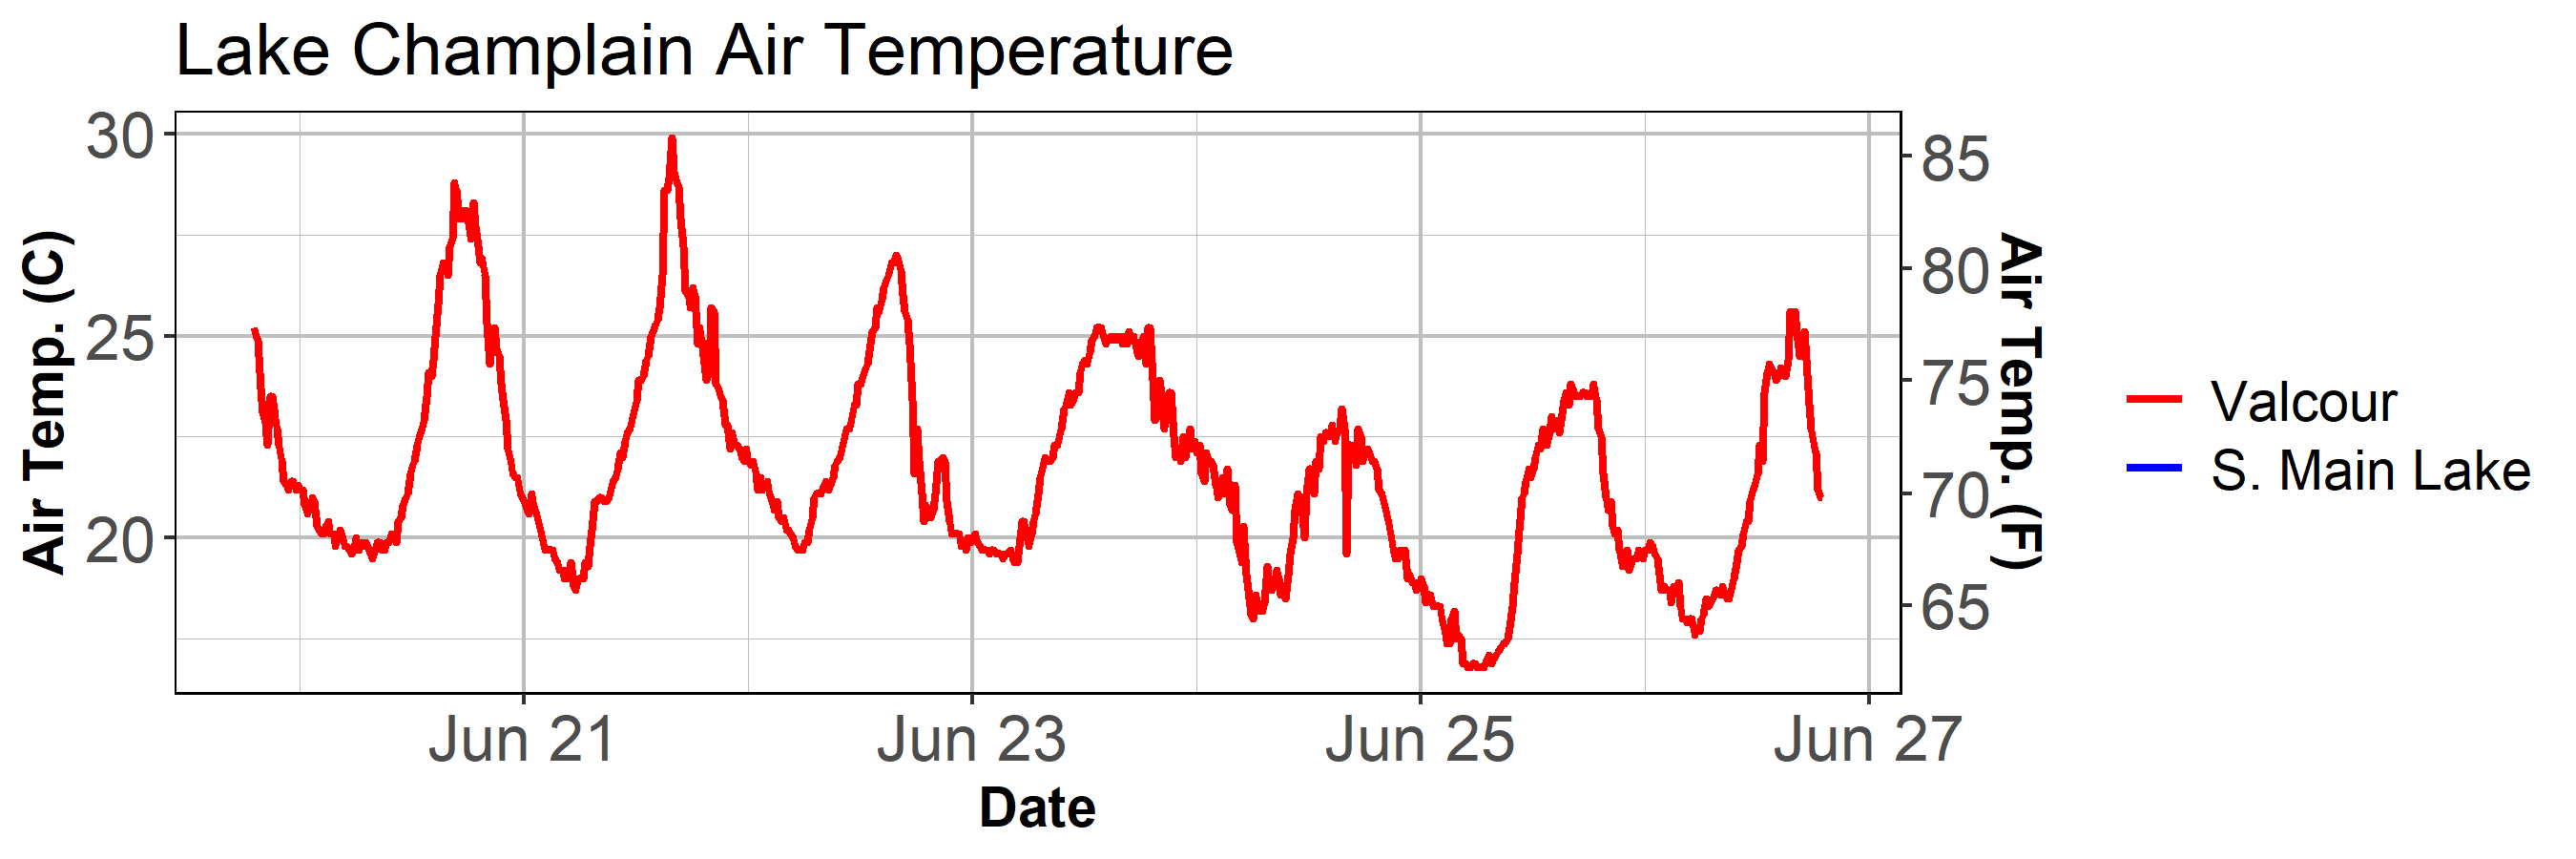 Lake Champlain Air Temperature
Air Temp. (C)
30
25
20
85
80
75
70
65
Air Temp. (F)
Jun 21
Jun 23
Jun 25
Jun 27
Date
Valcour
S. Main Lake